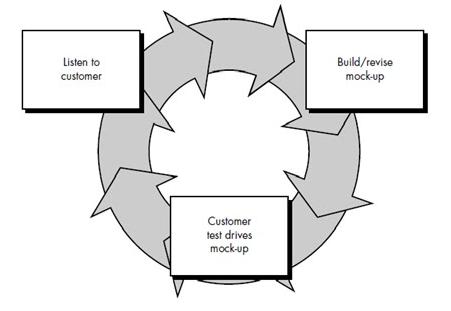 Listen to
customer
Build/revise
mock-up
Customer
test drives
mock-up